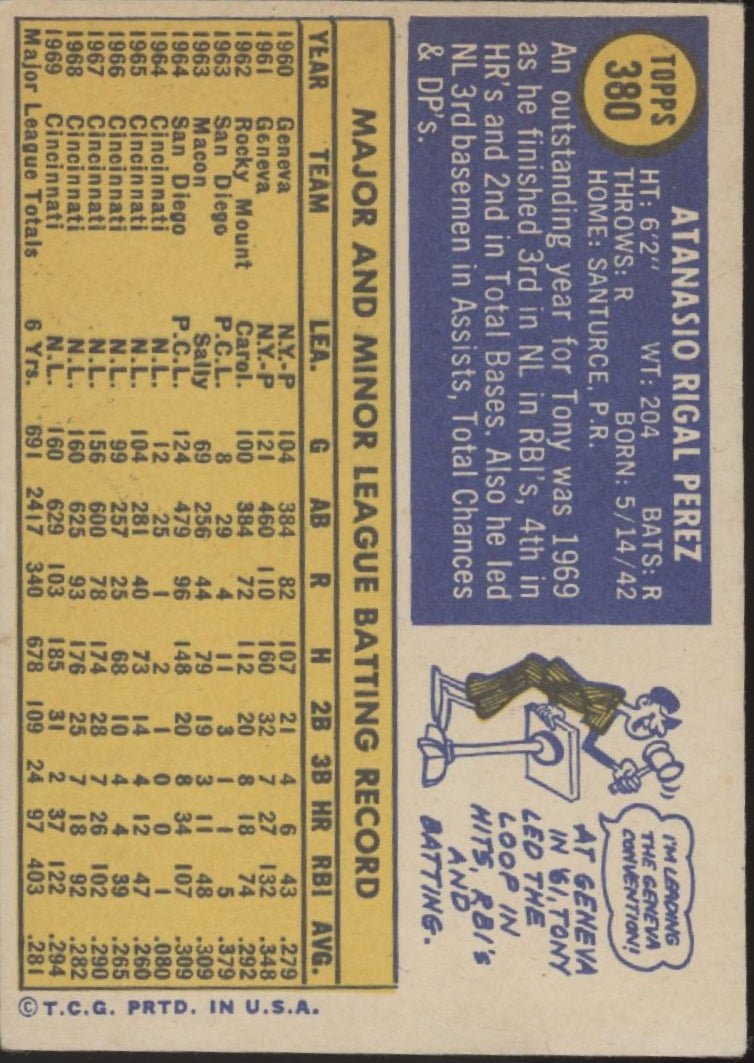 TOPPS
380
ATANASIO RIGAL PEREZ
HT: 6'2" WT: 204 BATS: R
THROWS: R BORN: 5/14/42
HOME: SANTURCE, P.R.
An outstanding year for Tony was 1969
as he finished 3rd in NL in RBI's, 4th in
HR's and 2nd in Total Bases. Also he led
NL 3rd basemen in Assists, Total Chances
& DP's.
I'M LEADING
THE GENEVA
CONVENTION!
AT GENEVA
IN '61, TONY
LED THE
LOOP IN
HITS, RBI's
AND
BATTING.
MAJOR AND MINOR LEAGUE BATTING RECORD
YEAR TEAM LEA. G AB R H 2B 3B HR RBI AVG.
1960 Geneva N.Y.-P 104 384 82 107 21 4 6 43 .279
1961 Geneva N.Y.-P 121 460 110 160 32 7 27 132 .348
1962 Rocky Mount Carol. 100 384 72 112 20 8 18 74 .292
1963 San Diego P.C.L. 8 29 4 11 3 1 1 5 .379
1963 Macon Sally 69 256 44 79 19 3 11 48 .309
1964 San Diego P.C.L. 124 479 96 148 20 8 34 107 .309
1964 Cincinnati N.L. 12 25 1 2 1 0 0 1 .080
1965 Cincinnati N.L. 104 281 40 73 14 4 12 47 .260
1966 Cincinnati N.L. 99 257 25 68 10 4 4 39 .265
1967 Cincinnati N.L. 156 600 78 174 28 7 26 102 .290
1968 Cincinnati N.L. 160 625 93 176 25 7 18 92 .282
1969 Cincinnati N.L. 160 629 103 185 31 2 37 122 .294
Major League Totals 6 Yrs. 691 2417 340 678 109 24 97 403 .281
© T.C.G. PRTD. IN U.S.A.